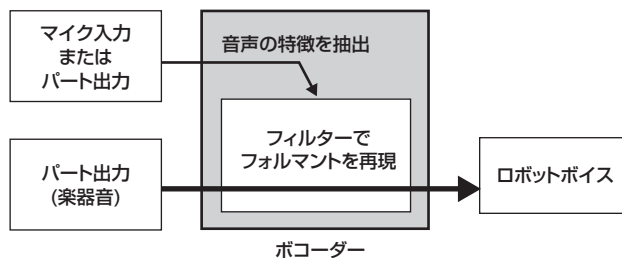 マイク入力
または
パート出力
音声の特徴を抽出
フィルターで
フォルマントを再現
パート出力
(楽器音)
ロボットボイス
ボコーダー